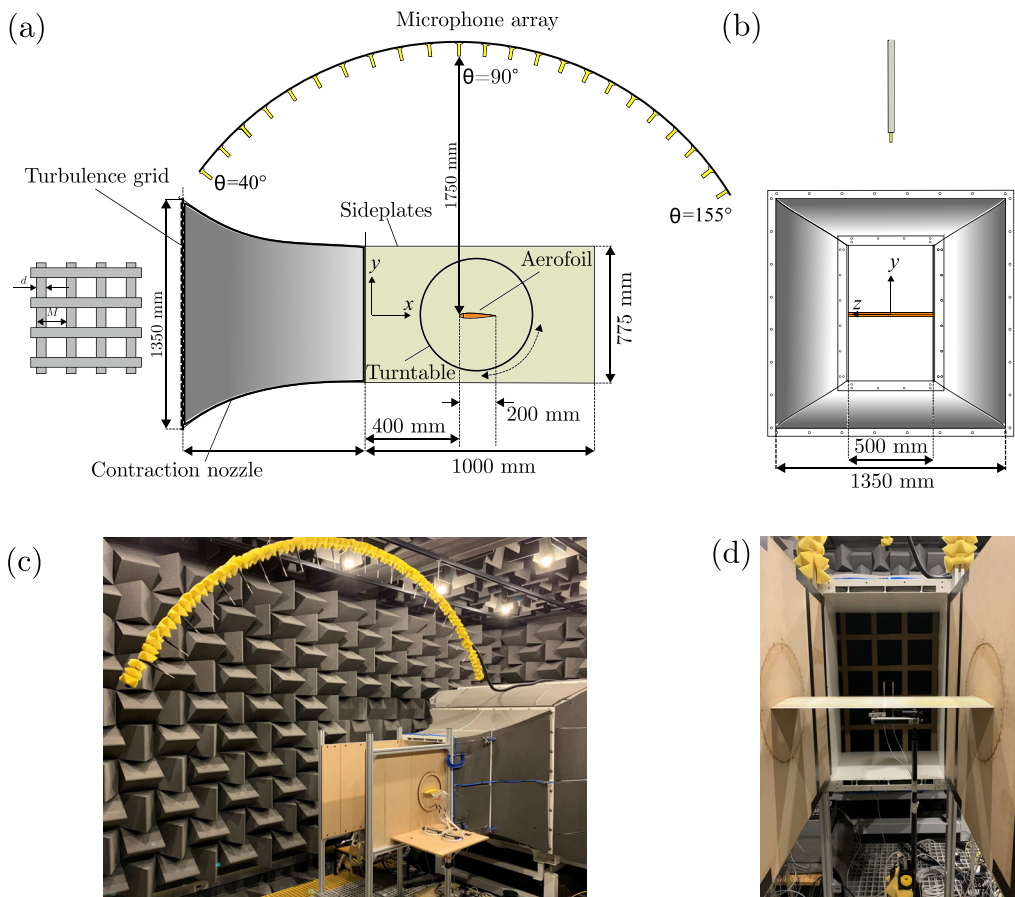 (a)
Microphone array
(b)
θ=90°
1750 mm
Turbulence grid
θ=40°
θ=155°
Sideplates
d
M
1350 mm
y
x
Aerofoil
775 mm
Turntable
200 mm
400 mm
Contraction nozzle
1000 mm
y
z
500 mm
1350 mm
(c)
(d)